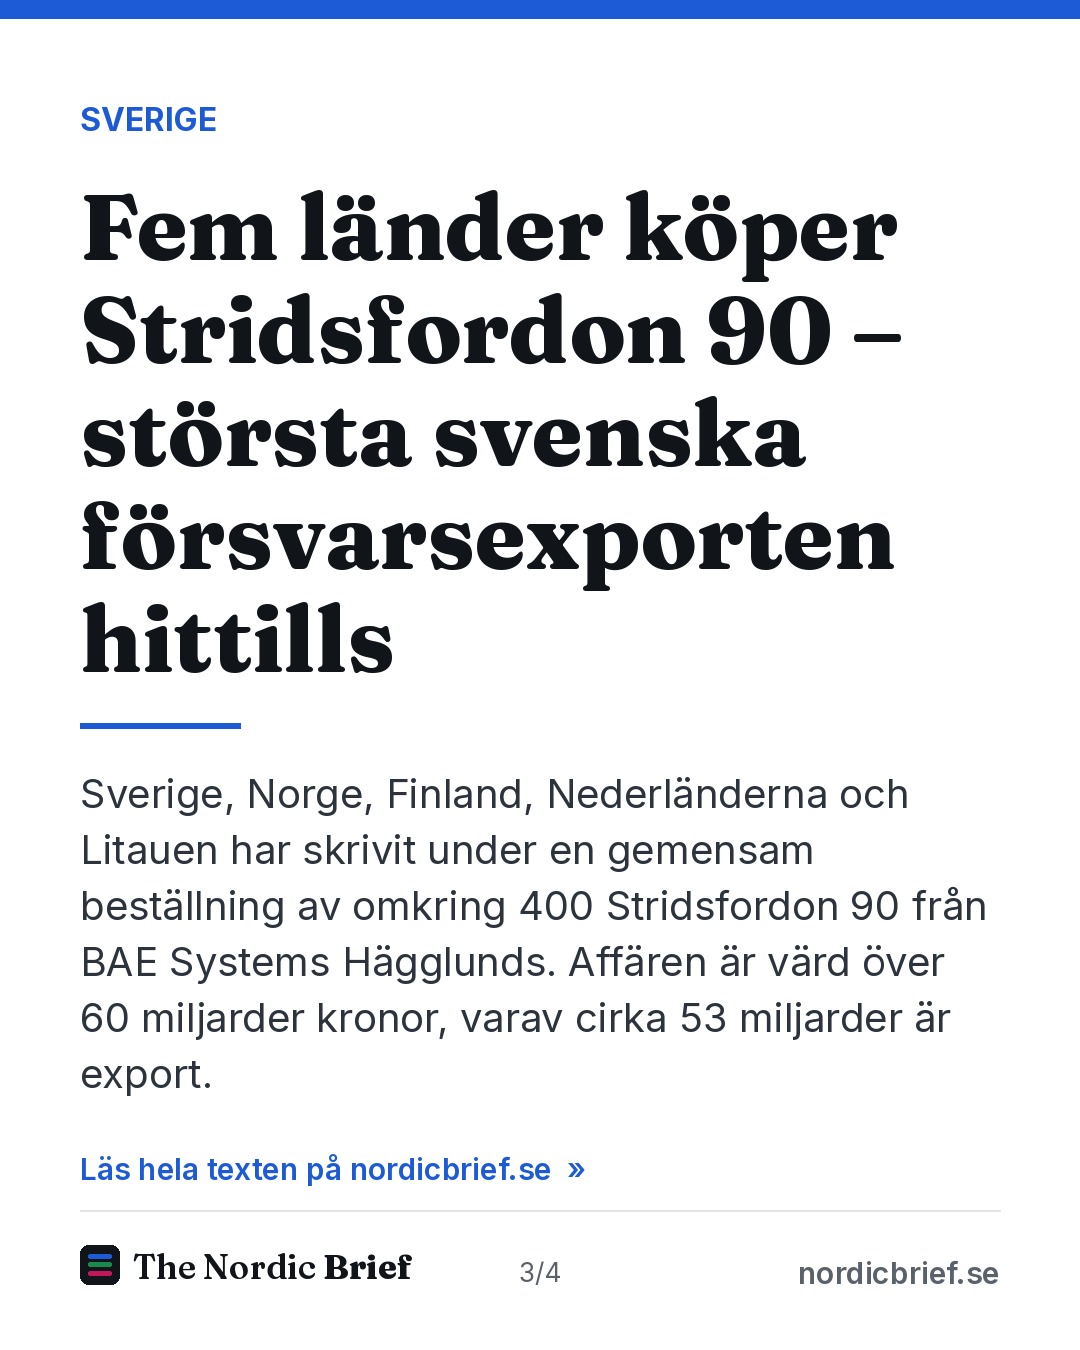 SVERIGE
Fem länder köper
Stridsfordon 90 –
största svenska
försvarsexporten
hittills
Sverige, Norge, Finland, Nederländerna och
Litauen har skrivit under en gemensam
beställning av omkring 400 Stridsfordon 90 från
BAE Systems Hägglunds. Affären är värd över
60 miljarder kronor, varav cirka 53 miljarder är
export.
Läs hela texten på nordicbrief.se »
The Nordic Brief
3/4
nordicbrief.se